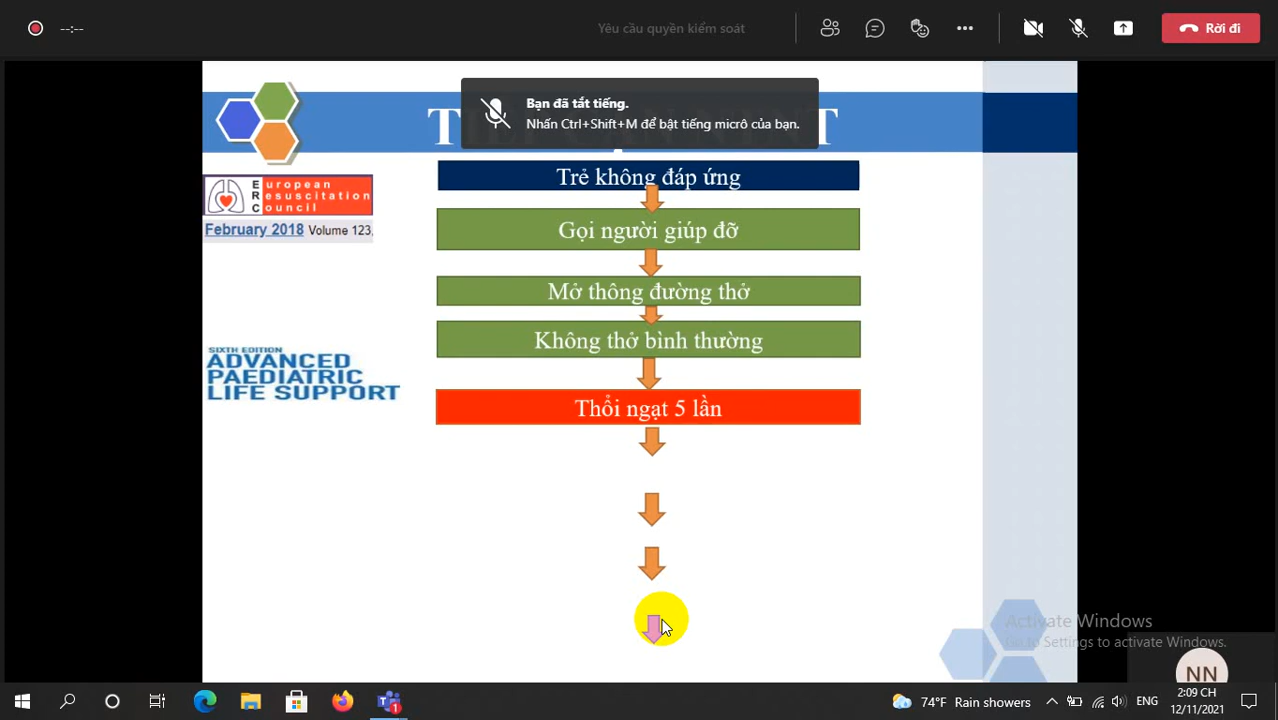 --:--
Yêu cầu quyền kiểm soát
Rời đi
Bạn đã tắt tiếng.
Nhấn Ctrl+Shift+M để bật tiếng micrô của bạn.
Trẻ không đáp ứng
European
Resuscitation
Council
February 2018 Volume 123,
Gọi người giúp đỡ
Mở thông đường thở
Không thở bình thường
SIXTH EDITION
ADVANCED
PAEDIATRIC
LIFE SUPPORT
Thổi ngạt 5 lần
Activate Windows
Go to Settings to activate Windows.
NN
1
74°F Rain showers
ENG
2:09 CH
12/11/2021